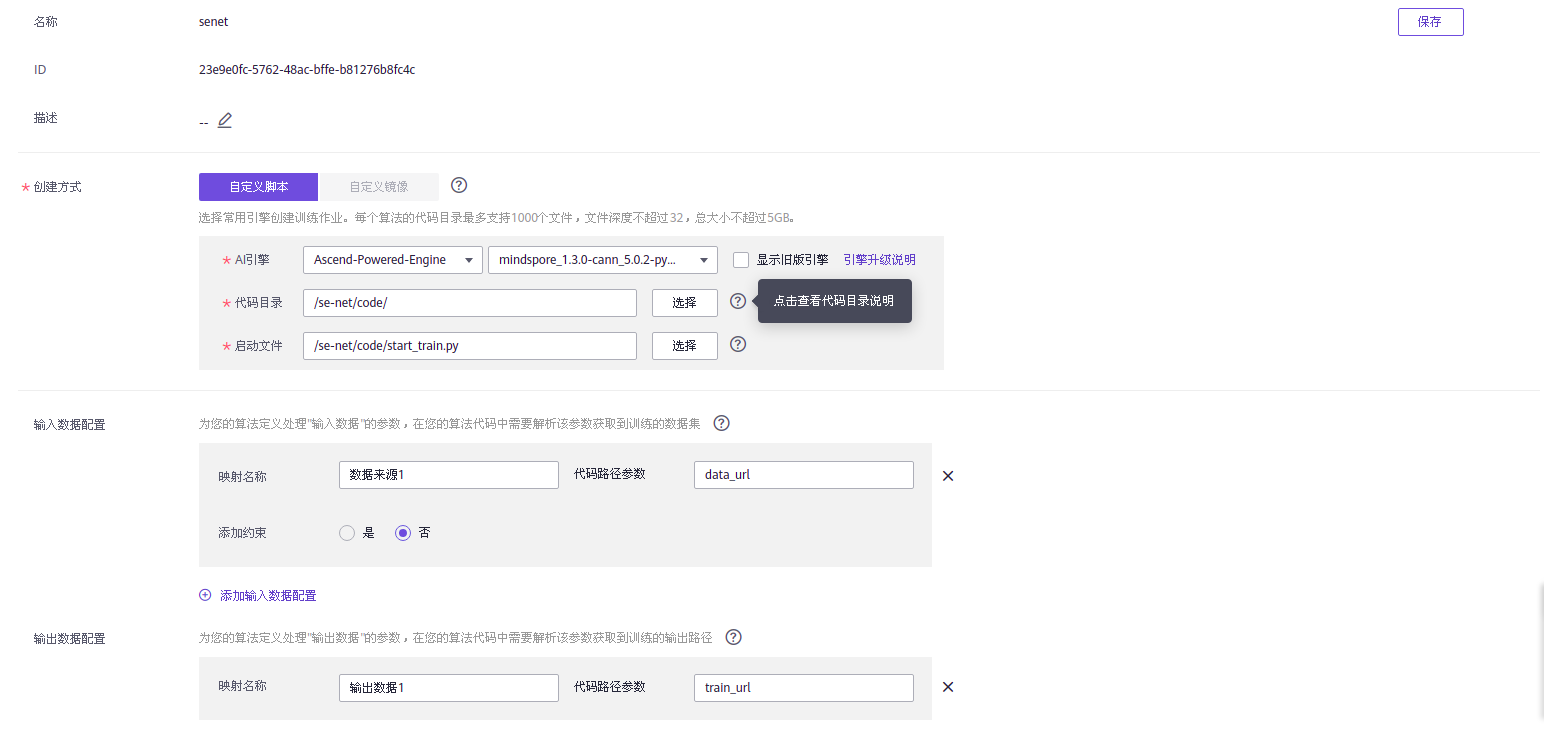 名称 senet 保存
ID 23e9e0fc-5762-48ac-bffe-b81276b8fc4c
描述 --
* 创建方式 自定义脚本 自定义镜像 ?
选择常用引擎创建训练作业。每个算法的代码目录最多支持1000个文件，文件深度不超过32，总大小不超过5GB。
* AI引擎 Ascend-Powered-Engine mindspore_1.3.0-cann_5.0.2-py... 显示旧版引擎 引擎升级说明
* 代码目录 /se-net/code/ 选择 ? 点击查看代码目录说明
* 启动文件 /se-net/code/start_train.py 选择 ?
输入数据配置 为您的算法定义处理"输入数据"的参数，在您的算法代码中需要解析该参数获取到训练的数据集 ?
映射名称 数据来源1 代码路径参数 data_url
添加约束 是 否
添加输入数据配置
输出数据配置 为您的算法定义处理"输出数据"的参数，在您的算法代码中需要解析该参数获取到训练的输出路径 ?
映射名称 输出数据1 代码路径参数 train_url